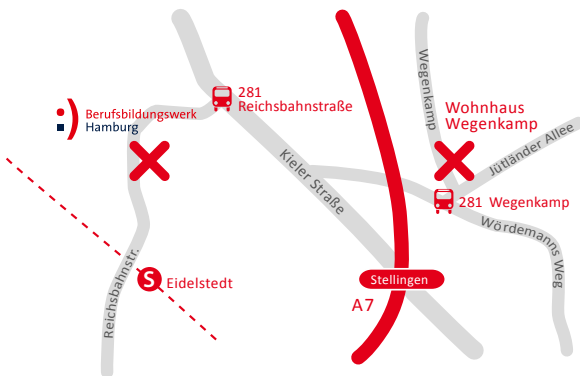 281
Reichsbahnstraße
Berufsbildungswerk
Hamburg
Wegenkamp
Wohnhaus
Wegenkamp
Jütländer Allee
Kieler Straße
281 Wegenkamp
Wördemanns Weg
Reichsbahnstr.
S Eidelstedt
Stellingen
A7